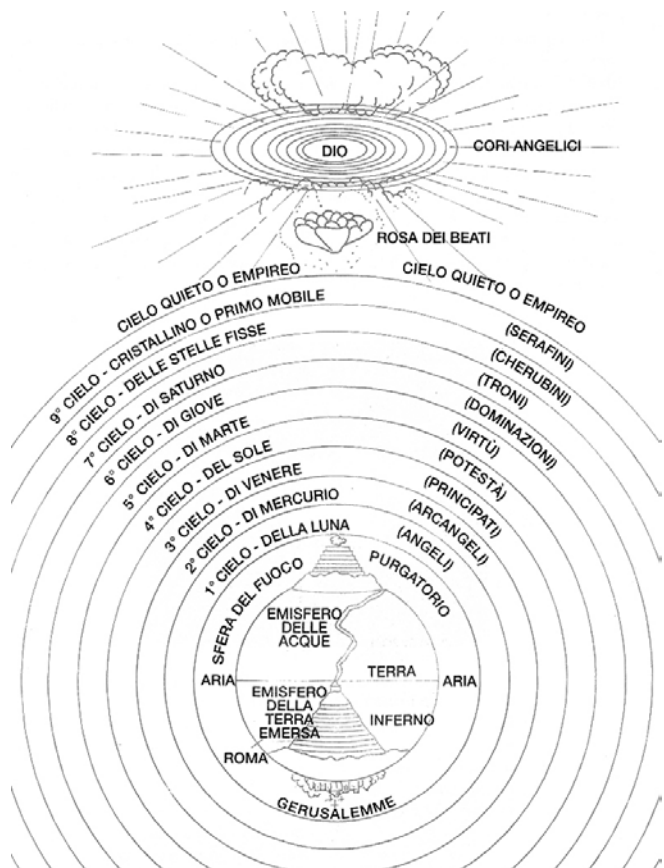 DIO
CORI ANGELICI
ROSA DEI BEATI
CIELO QUIETO O EMPIREO
CIELO QUIETO O EMPIREO
9° CIELO - CRISTALLINO O PRIMO MOBILE
(SERAFINI)
8° CIELO - DELLE STELLE FISSE
(CHERUBINI)
7° CIELO - DI SATURNO
(TRONI)
6° CIELO - DI GIOVE
(DOMINAZIONI)
5° CIELO - DI MARTE
(VIRTÙ)
4° CIELO - DEL SOLE
(POTESTÀ)
3° CIELO - DI VENERE
(PRINCIPATI)
2° CIELO - DI MERCURIO
(ARCANGELI)
1° CIELO - DELLA LUNA
(ANGELI)
SFERA DEL FUOCO
PURGATORIO
EMISFERO
DELLE
ACQUE
TERRA
ARIA
ARIA
EMISFERO
DELLA
TERRA
EMERSA
INFERNO
ROMA
GERUSALEMME